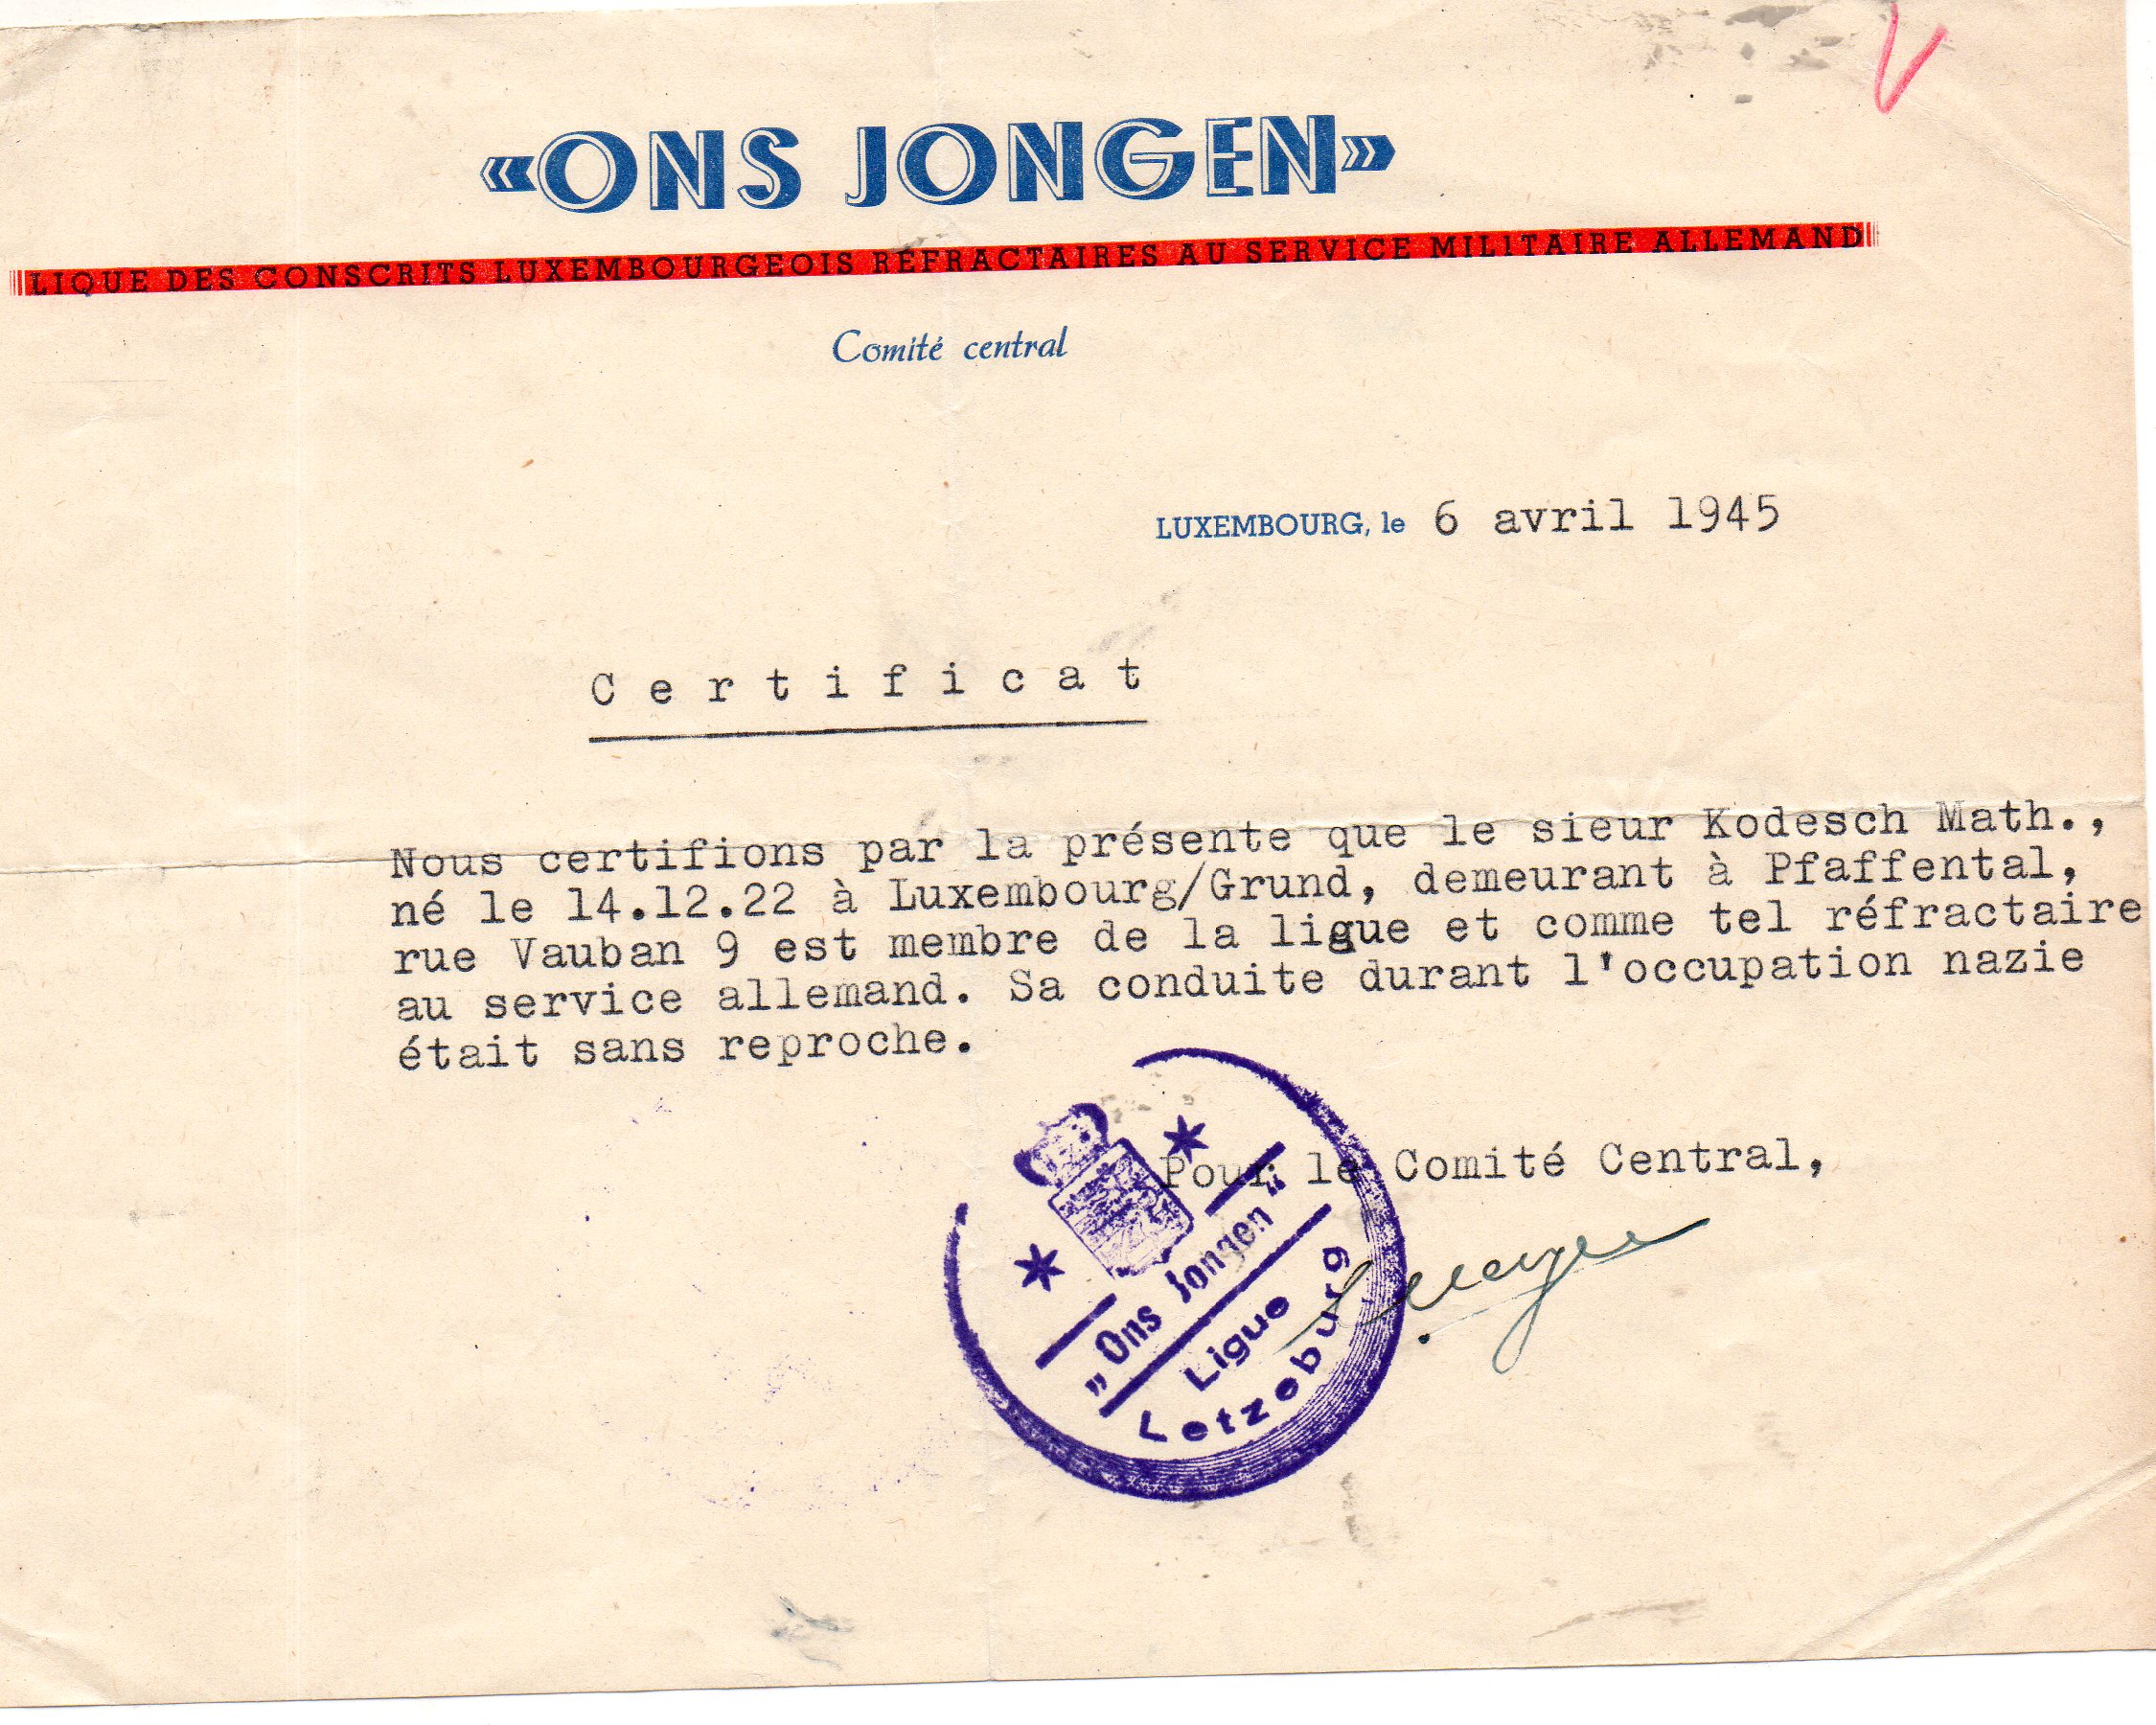 «ONS JONGEN»
LIQUE DES CONSCRITS LUXEMBOURGEOIS RÉFRACTAIRES AU SERVICE MILITAIRE ALLEMAND
Comité central
LUXEMBOURG, le 6 avril 1945
Certificat
Nous certifions par la présente que le sieur Kodesch Math.,
né le 14.12.22 à Luxembourg/Grund, demeurant à Pfaffental,
rue Vauban 9 est membre de la ligue et comme tel réfractaire
au service allemand. Sa conduite durant l'occupation nazie
était sans reproche.
Pour le Comité Central,
„Ons Jongen"
Ligue
Letzeburg